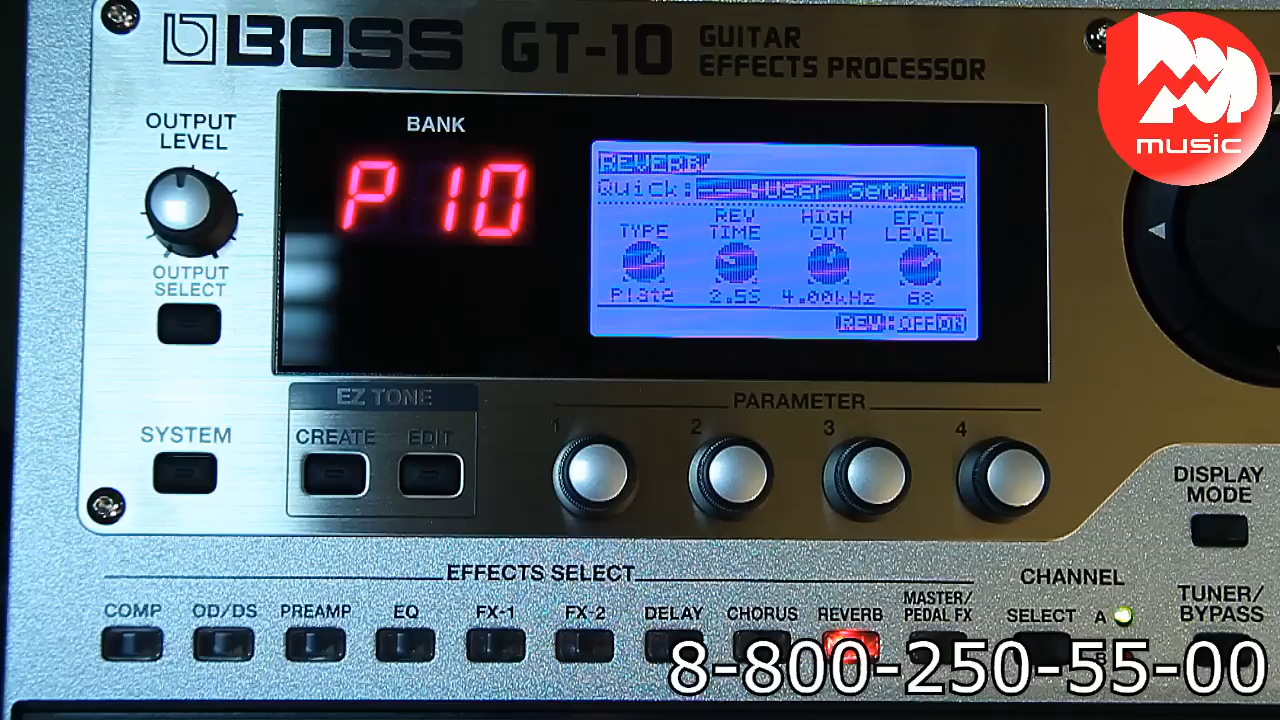 BOSS GT-10 GUITAR
EFFECTS PROCESSOR
POP
music
OUTPUT
LEVEL
BANK
P 10
REVERB
Quick: --:User Setting
TYPE
REV
TIME
HIGH
CUT
EFCT
LEVEL
Plate 2.5S 4.00kHz 68
REV:OFF ON
OUTPUT
SELECT
EZ TONE
CREATE EDIT
SYSTEM
PARAMETER
1 2 3 4
DISPLAY
MODE
EFFECTS SELECT
COMP OD/DS PREAMP EQ FX-1 FX-2 DELAY CHORUS REVERB
MASTER/
PEDAL FX
CHANNEL
SELECT A
TUNER/
BYPASS
8-800-250-55-00